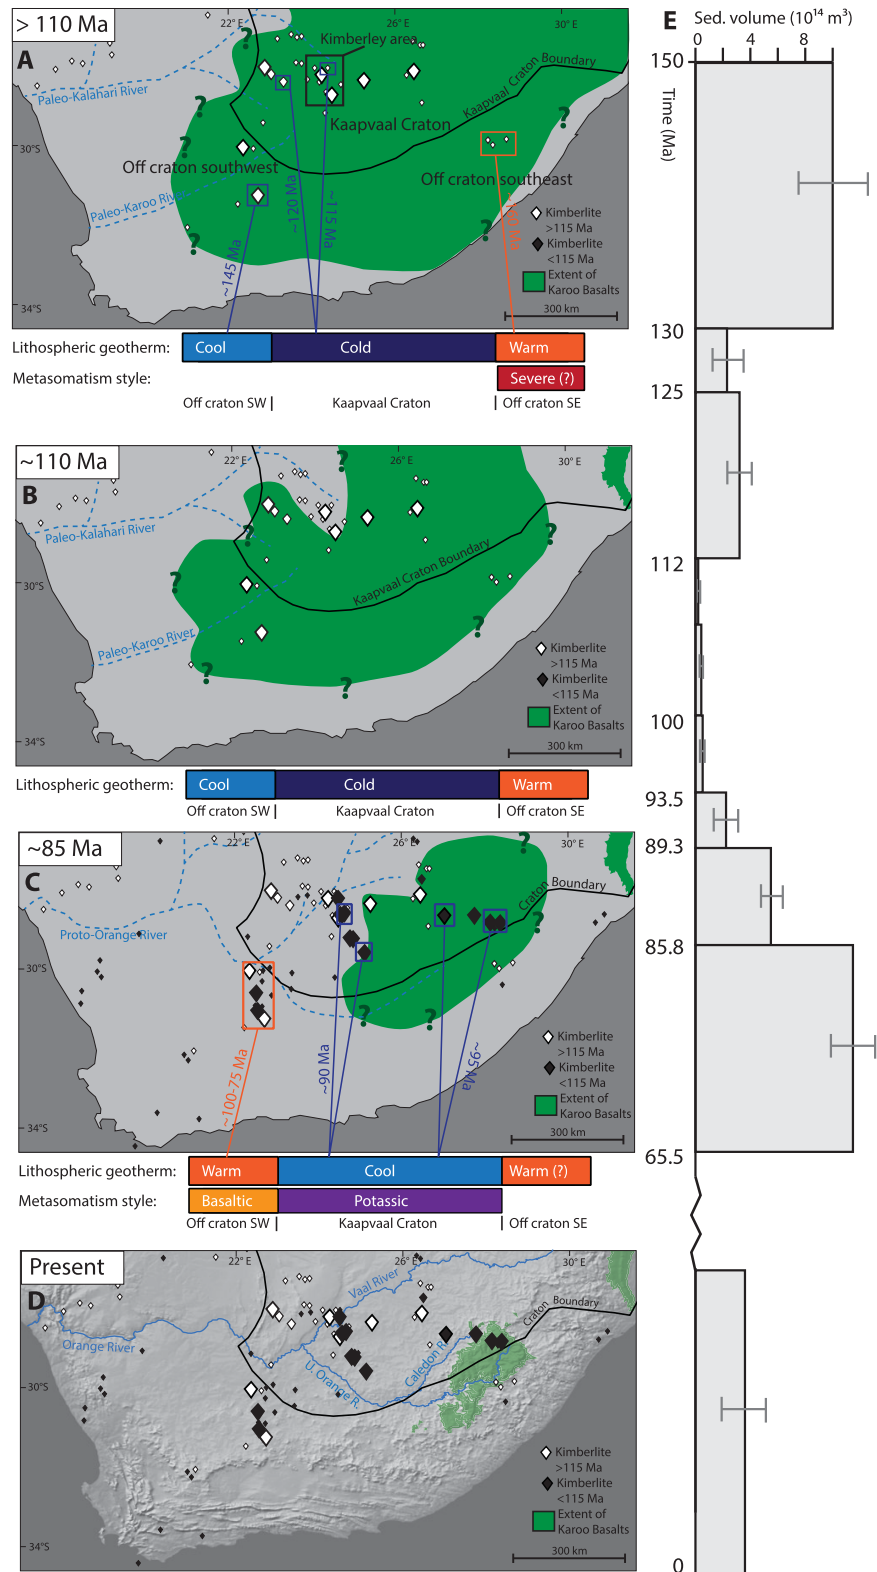 > 110 Ma
A
22° E
26° E
30° E
Kimberley area
Paleo-Kalahari River
Kaapvaal Craton Boundary
Kaapvaal Craton
30°S
Off craton southwest
Off craton southeast
Paleo-Karoo River
~145 Ma
~120 Ma
~115 Ma
~180 Ma
?
?
?
?
?
?
Kimberlite
>115 Ma
Kimberlite
<115 Ma
Extent of
Karoo Basalts
34°S
300 km
Lithospheric geotherm:
Cool
Cold
Warm
Metasomatism style:
Severe (?)
Off craton SW
Kaapvaal Craton
Off craton SE
~110 Ma
B
22° E
26° E
30° E
Paleo-Kalahari River
Kaapvaal Craton Boundary
30°S
Paleo-Karoo River
?
?
?
?
?
?
?
Kimberlite
>115 Ma
Kimberlite
<115 Ma
Extent of
Karoo Basalts
34°S
300 km
Lithospheric geotherm:
Cool
Cold
Warm
Off craton SW
Kaapvaal Craton
Off craton SE
~85 Ma
C
22° E
26° E
30° E
Craton Boundary
Proto-Orange River
30°S
?
?
?
?
~100-75 Ma
~90 Ma
~95 Ma
Kimberlite
>115 Ma
Kimberlite
<115 Ma
Extent of
Karoo Basalts
34°S
300 km
Lithospheric geotherm:
Warm
Cool
Warm (?)
Metasomatism style:
Basaltic
Potassic
Off craton SW
Kaapvaal Craton
Off craton SE
Present
D
22° E
26° E
30° E
Vaal River
Craton Boundary
Orange River
Caledon R.
U. Orange R.
30°S
Kimberlite
>115 Ma
Kimberlite
<115 Ma
Extent of
Karoo Basalts
34°S
300 km
E
Sed. volume (10¹⁴ m³)
0
4
8
Time (Ma)
150
130
125
112
100
93.5
89.3
85.8
65.5
0